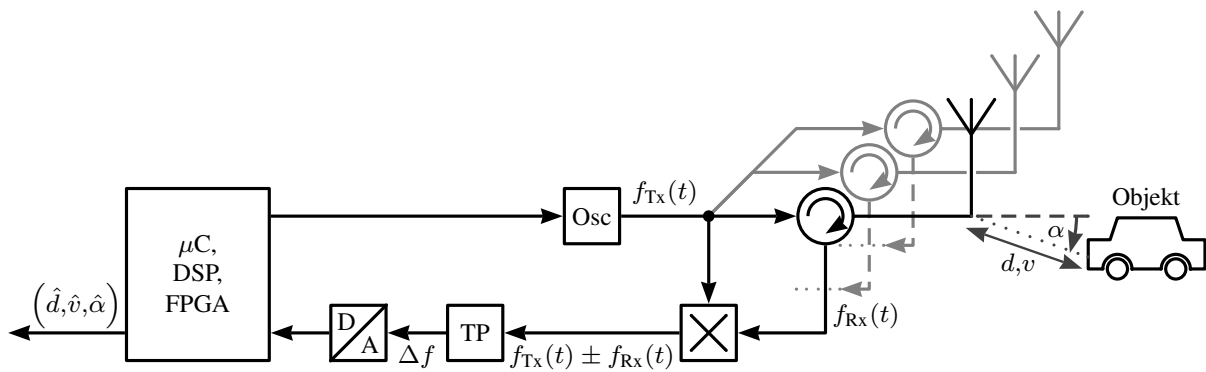 Objekt
f_Tx(t)
Osc
α
μC,
DSP,
FPGA
d,v
(d̂,v̂,α̂)
D
A
TP
f_Rx(t)
Δf
f_Tx(t) ± f_Rx(t)